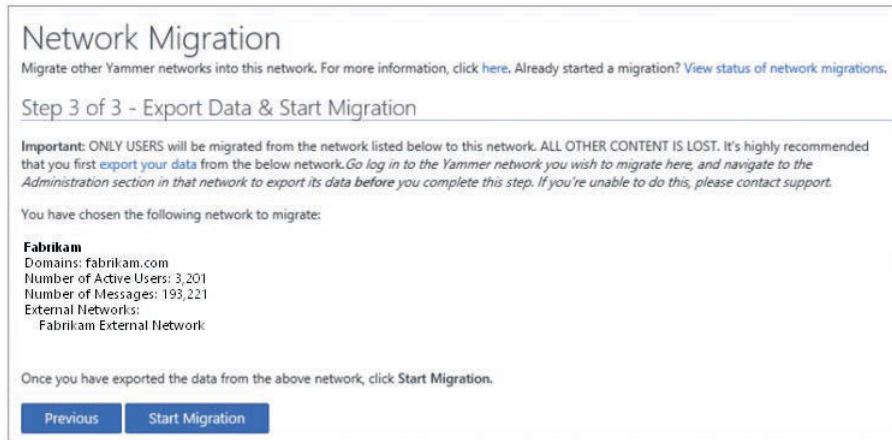 Network Migration
Migrate other Yammer networks into this network. For more information, click here. Already started a migration? View status of network migrations.
Step 3 of 3 - Export Data & Start Migration
Important: ONLY USERS will be migrated from the network listed below to this network. ALL OTHER CONTENT IS LOST. It's highly recommended
that you first export your data from the below network.Go log in to the Yammer network you wish to migrate here, and navigate to the
Administration section in that network to export its data before you complete this step. If you're unable to do this, please contact support.
You have chosen the following network to migrate:
Fabrikam
Domains: fabrikam.com
Number of Active Users: 3,201
Number of Messages: 193,221
External Networks:
Fabrikam External Network
Once you have exported the data from the above network, click Start Migration.
Previous Start Migration